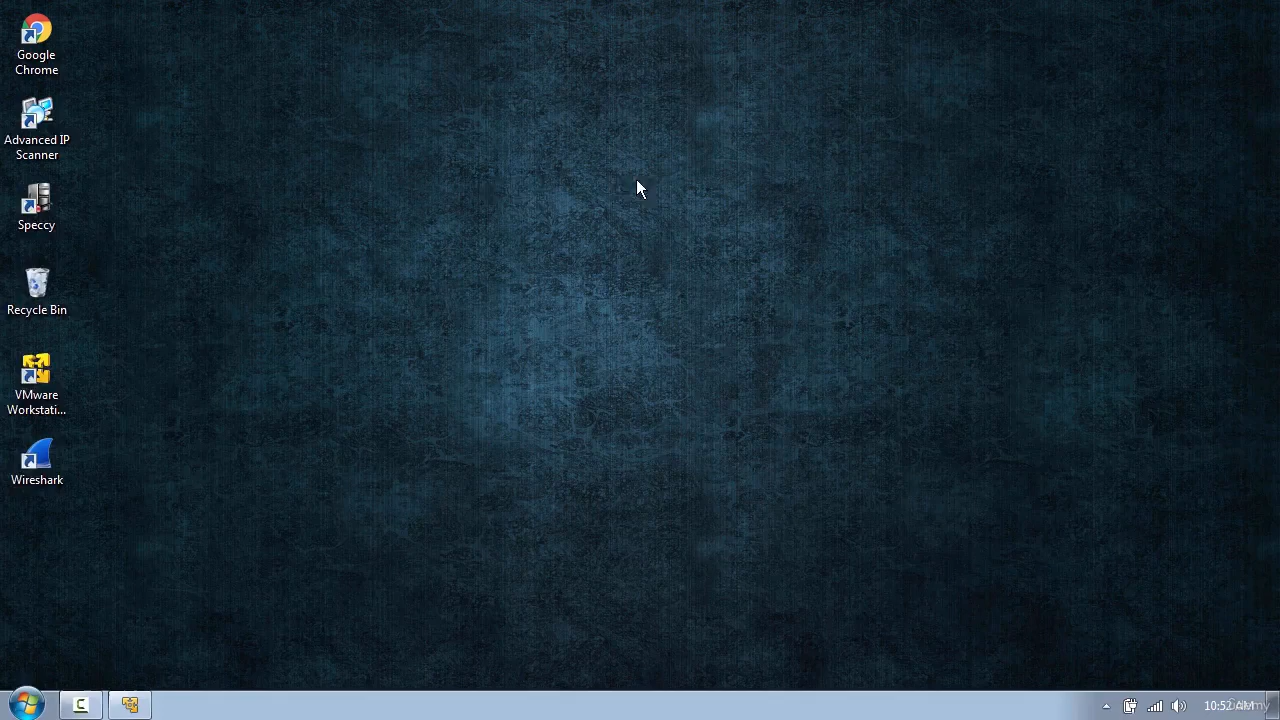 Google
Chrome
Advanced IP
Scanner
Speccy
Recycle Bin
VMware
Workstati...
Wireshark
10:52 AM